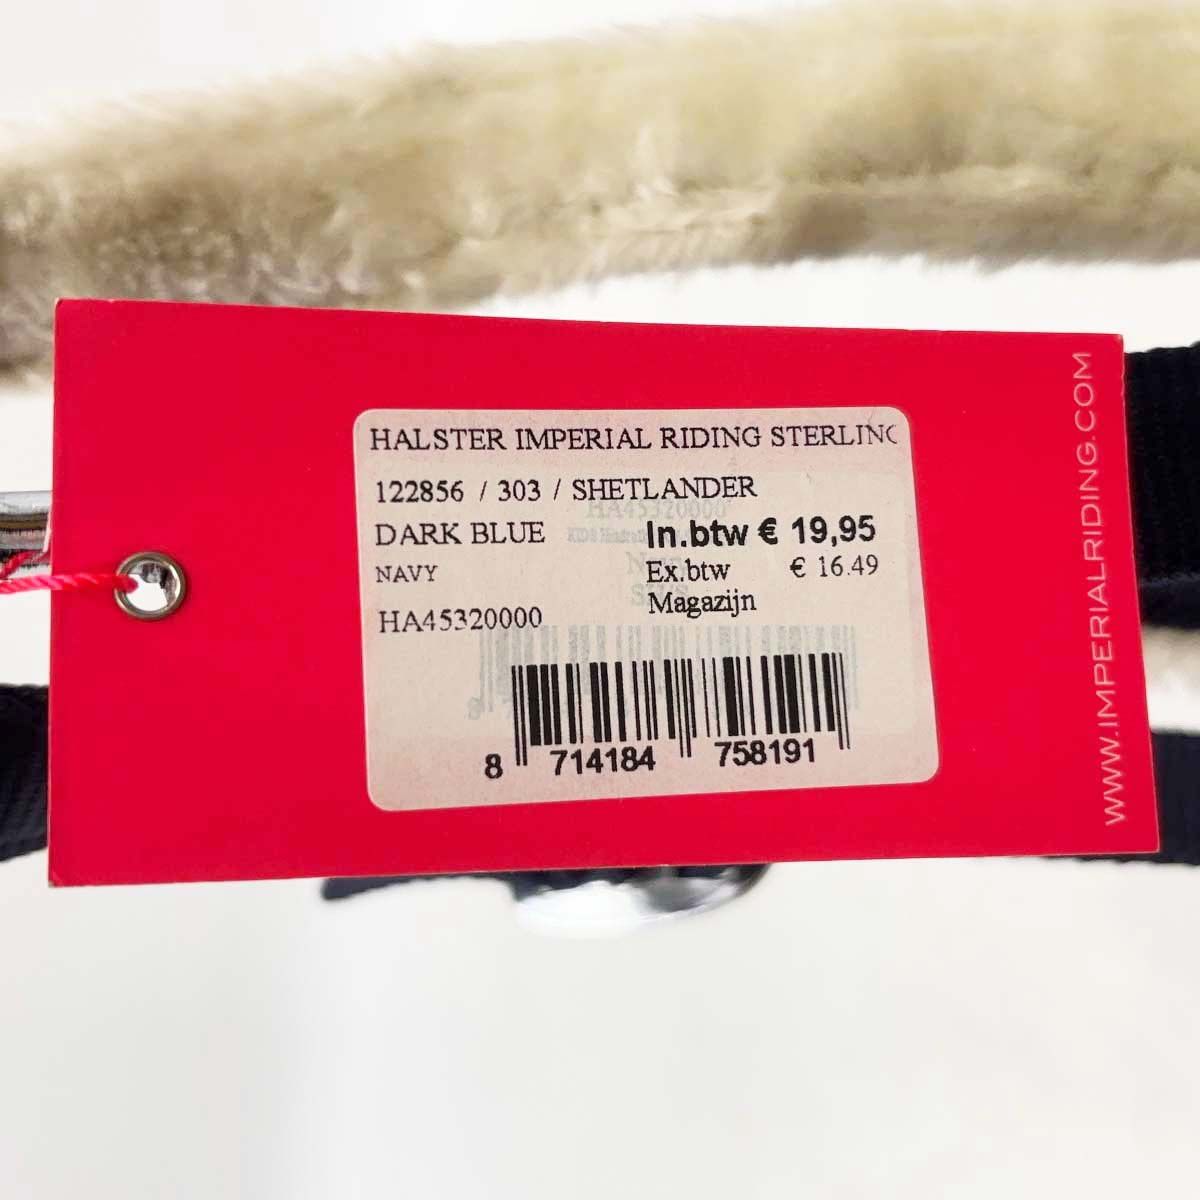 HALSTER IMPERIAL RIDING STERLING
122856 / 303 / SHETLANDER
HA45320000
DARK BLUE In.btw € 19,95
NAVY Ex.btw € 16.49
Magazijn
HA45320000
8 714184 758191
WWW.IMPERIALRIDING.COM